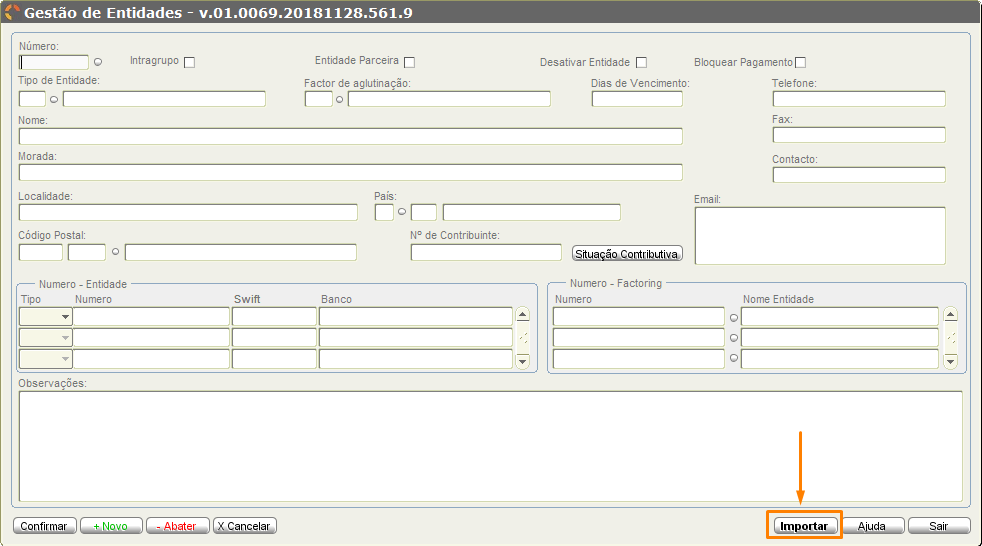 Gestão de Entidades - v.01.0069.20181128.561.9
Número:
Intragrupo
Entidade Parceira
Desativar Entidade
Bloquear Pagamento
Tipo de Entidade:
Factor de aglutinação:
Dias de Vencimento:
Telefone:
Nome:
Fax:
Morada:
Contacto:
Localidade:
País:
Email:
Código Postal:
Nº de Contribuinte:
Situação Contributiva
Numero - Entidade
Tipo Numero Swift Banco
Numero - Factoring
Numero Nome Entidade
Observações:
Confirmar + Novo - Abater X Cancelar Importar Ajuda Sair